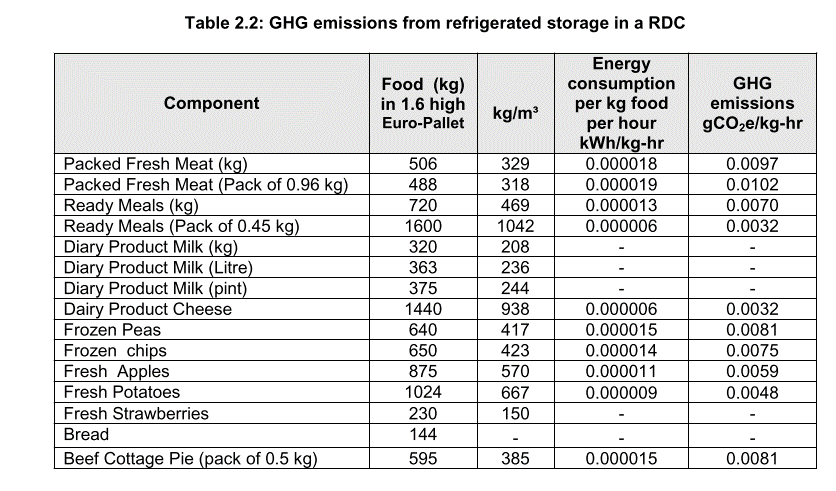 Table 2.2: GHG emissions from refrigerated storage in a RDC
Component
Food (kg)
in 1.6 high
Euro-Pallet
kg/m³
Energy
consumption
per kg food
per hour
kWh/kg-hr
GHG
emissions
gCO₂e/kg-hr
Packed Fresh Meat (kg) 506 329 0.000018 0.0097
Packed Fresh Meat (Pack of 0.96 kg) 488 318 0.000019 0.0102
Ready Meals (kg) 720 469 0.000013 0.0070
Ready Meals (Pack of 0.45 kg) 1600 1042 0.000006 0.0032
Diary Product Milk (kg) 320 208 - -
Diary Product Milk (Litre) 363 236 - -
Diary Product Milk (pint) 375 244 - -
Dairy Product Cheese 1440 938 0.000006 0.0032
Frozen Peas 640 417 0.000015 0.0081
Frozen chips 650 423 0.000014 0.0075
Fresh Apples 875 570 0.000011 0.0059
Fresh Potatoes 1024 667 0.000009 0.0048
Fresh Strawberries 230 150 - -
Bread 144 - - -
Beef Cottage Pie (pack of 0.5 kg) 595 385 0.000015 0.0081